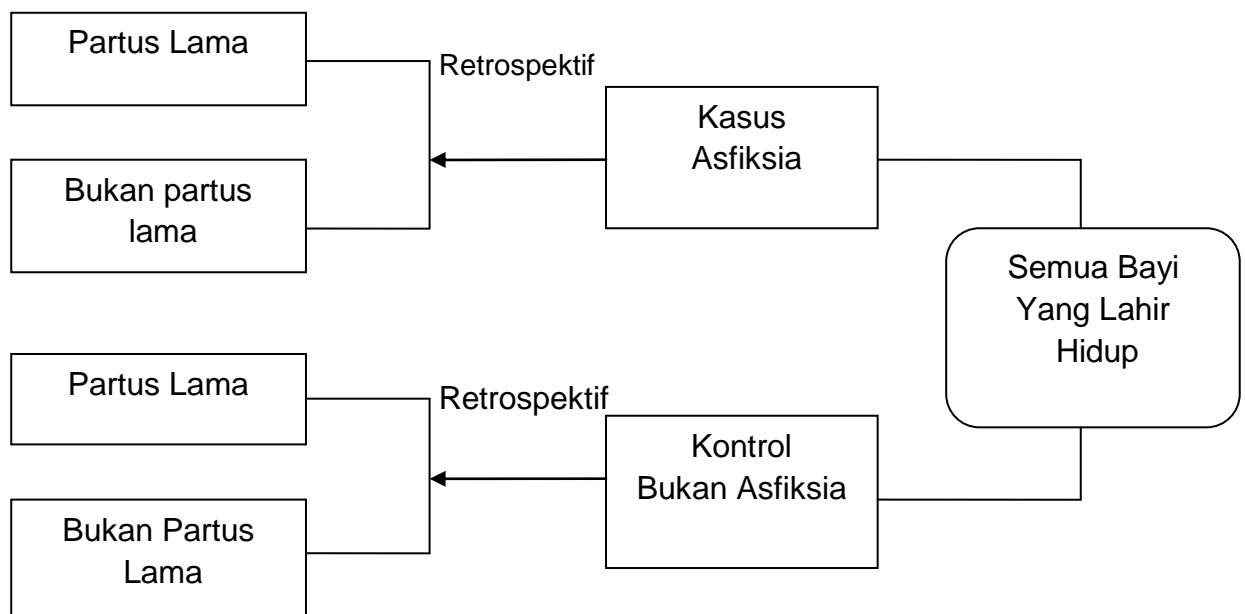 Partus Lama
Retrospektif
Kasus
Asfiksia
Bukan partus
lama
Semua Bayi
Yang Lahir
Hidup
Partus Lama
Retrospektif
Kontrol
Bukan Asfiksia
Bukan Partus
Lama